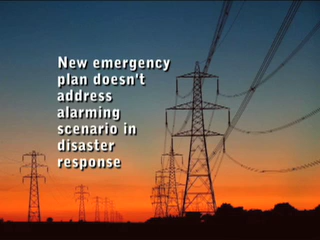 New emergency
plan doesn't
address
alarming
scenario in
disaster
response